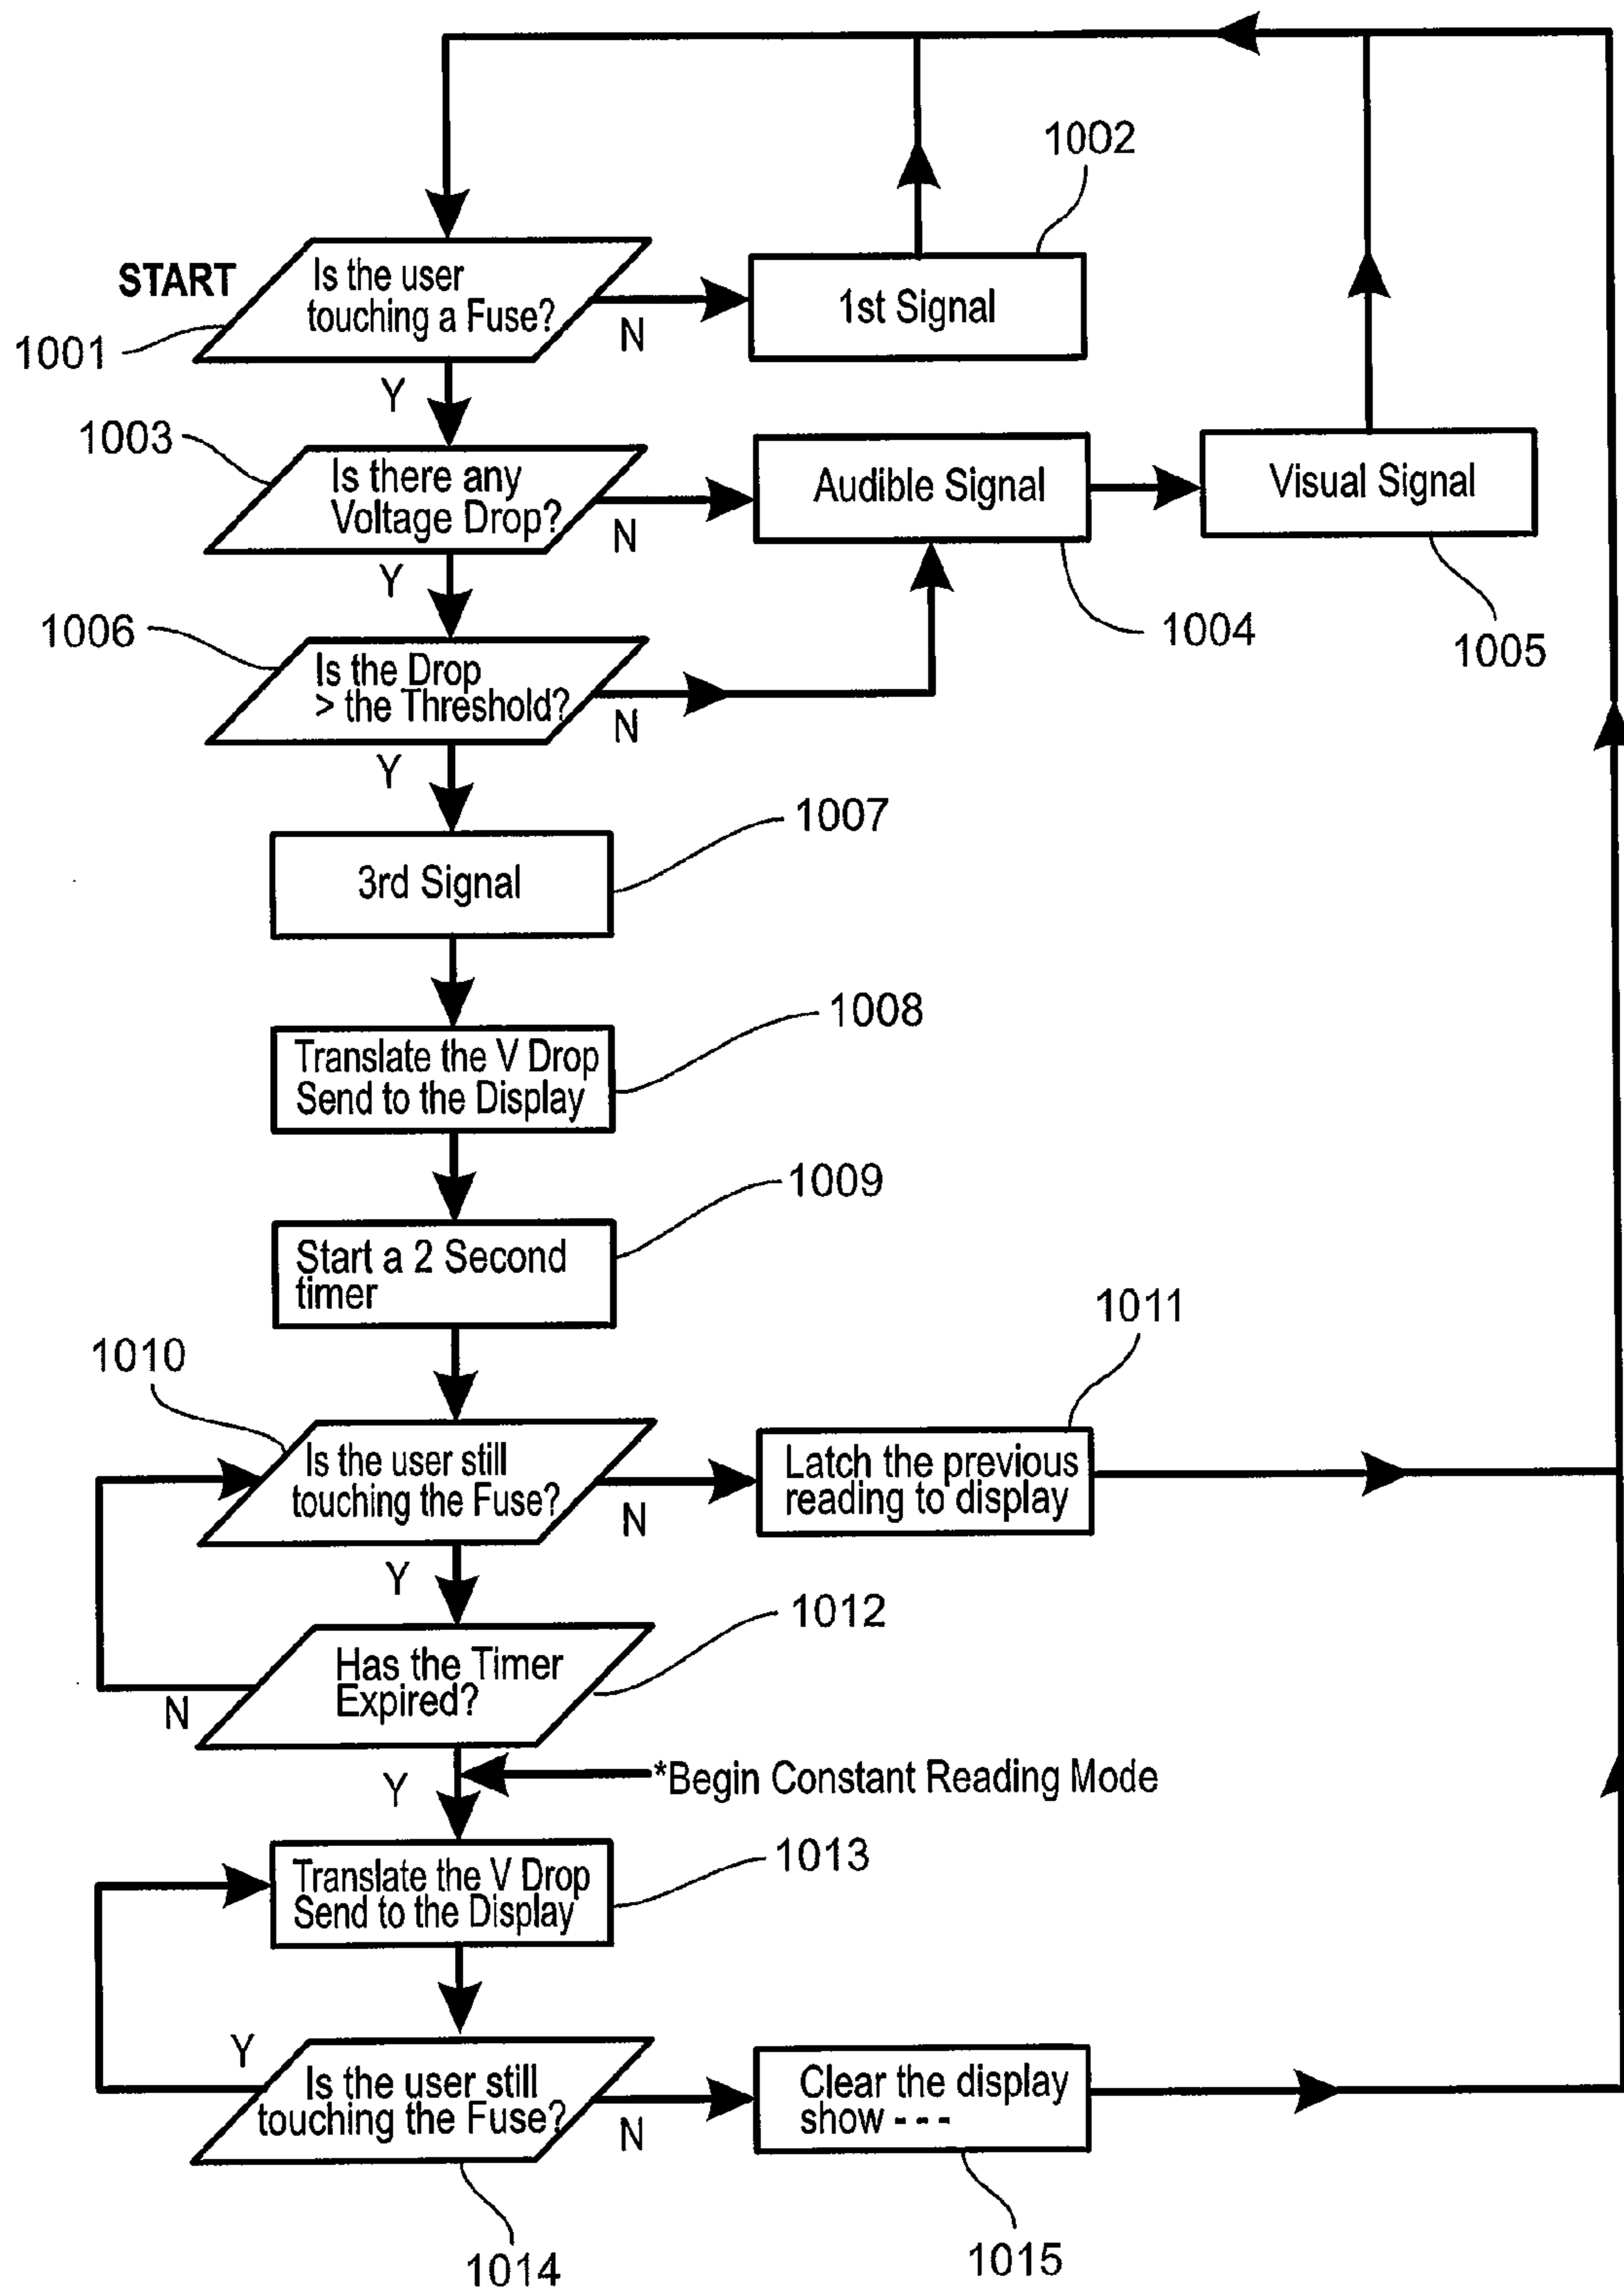 1002
START
Is the user
touching a Fuse?
N
1st Signal
1001
Y
1003
Is there any
Voltage Drop?
N
Audible Signal
Visual Signal
Y
1006
1004
1005
Is the Drop
> the Threshold?
N
Y
1007
3rd Signal
1008
Translate the V Drop
Send to the Display
1009
Start a 2 Second
timer
1011
1010
Is the user still
touching the Fuse?
N
Latch the previous
reading to display
Y
1012
Has the Timer
Expired?
N
Y
*Begin Constant Reading Mode
1013
Translate the V Drop
Send to the Display
Y
Is the user still
touching the Fuse?
N
Clear the display
show - - -
1014
1015